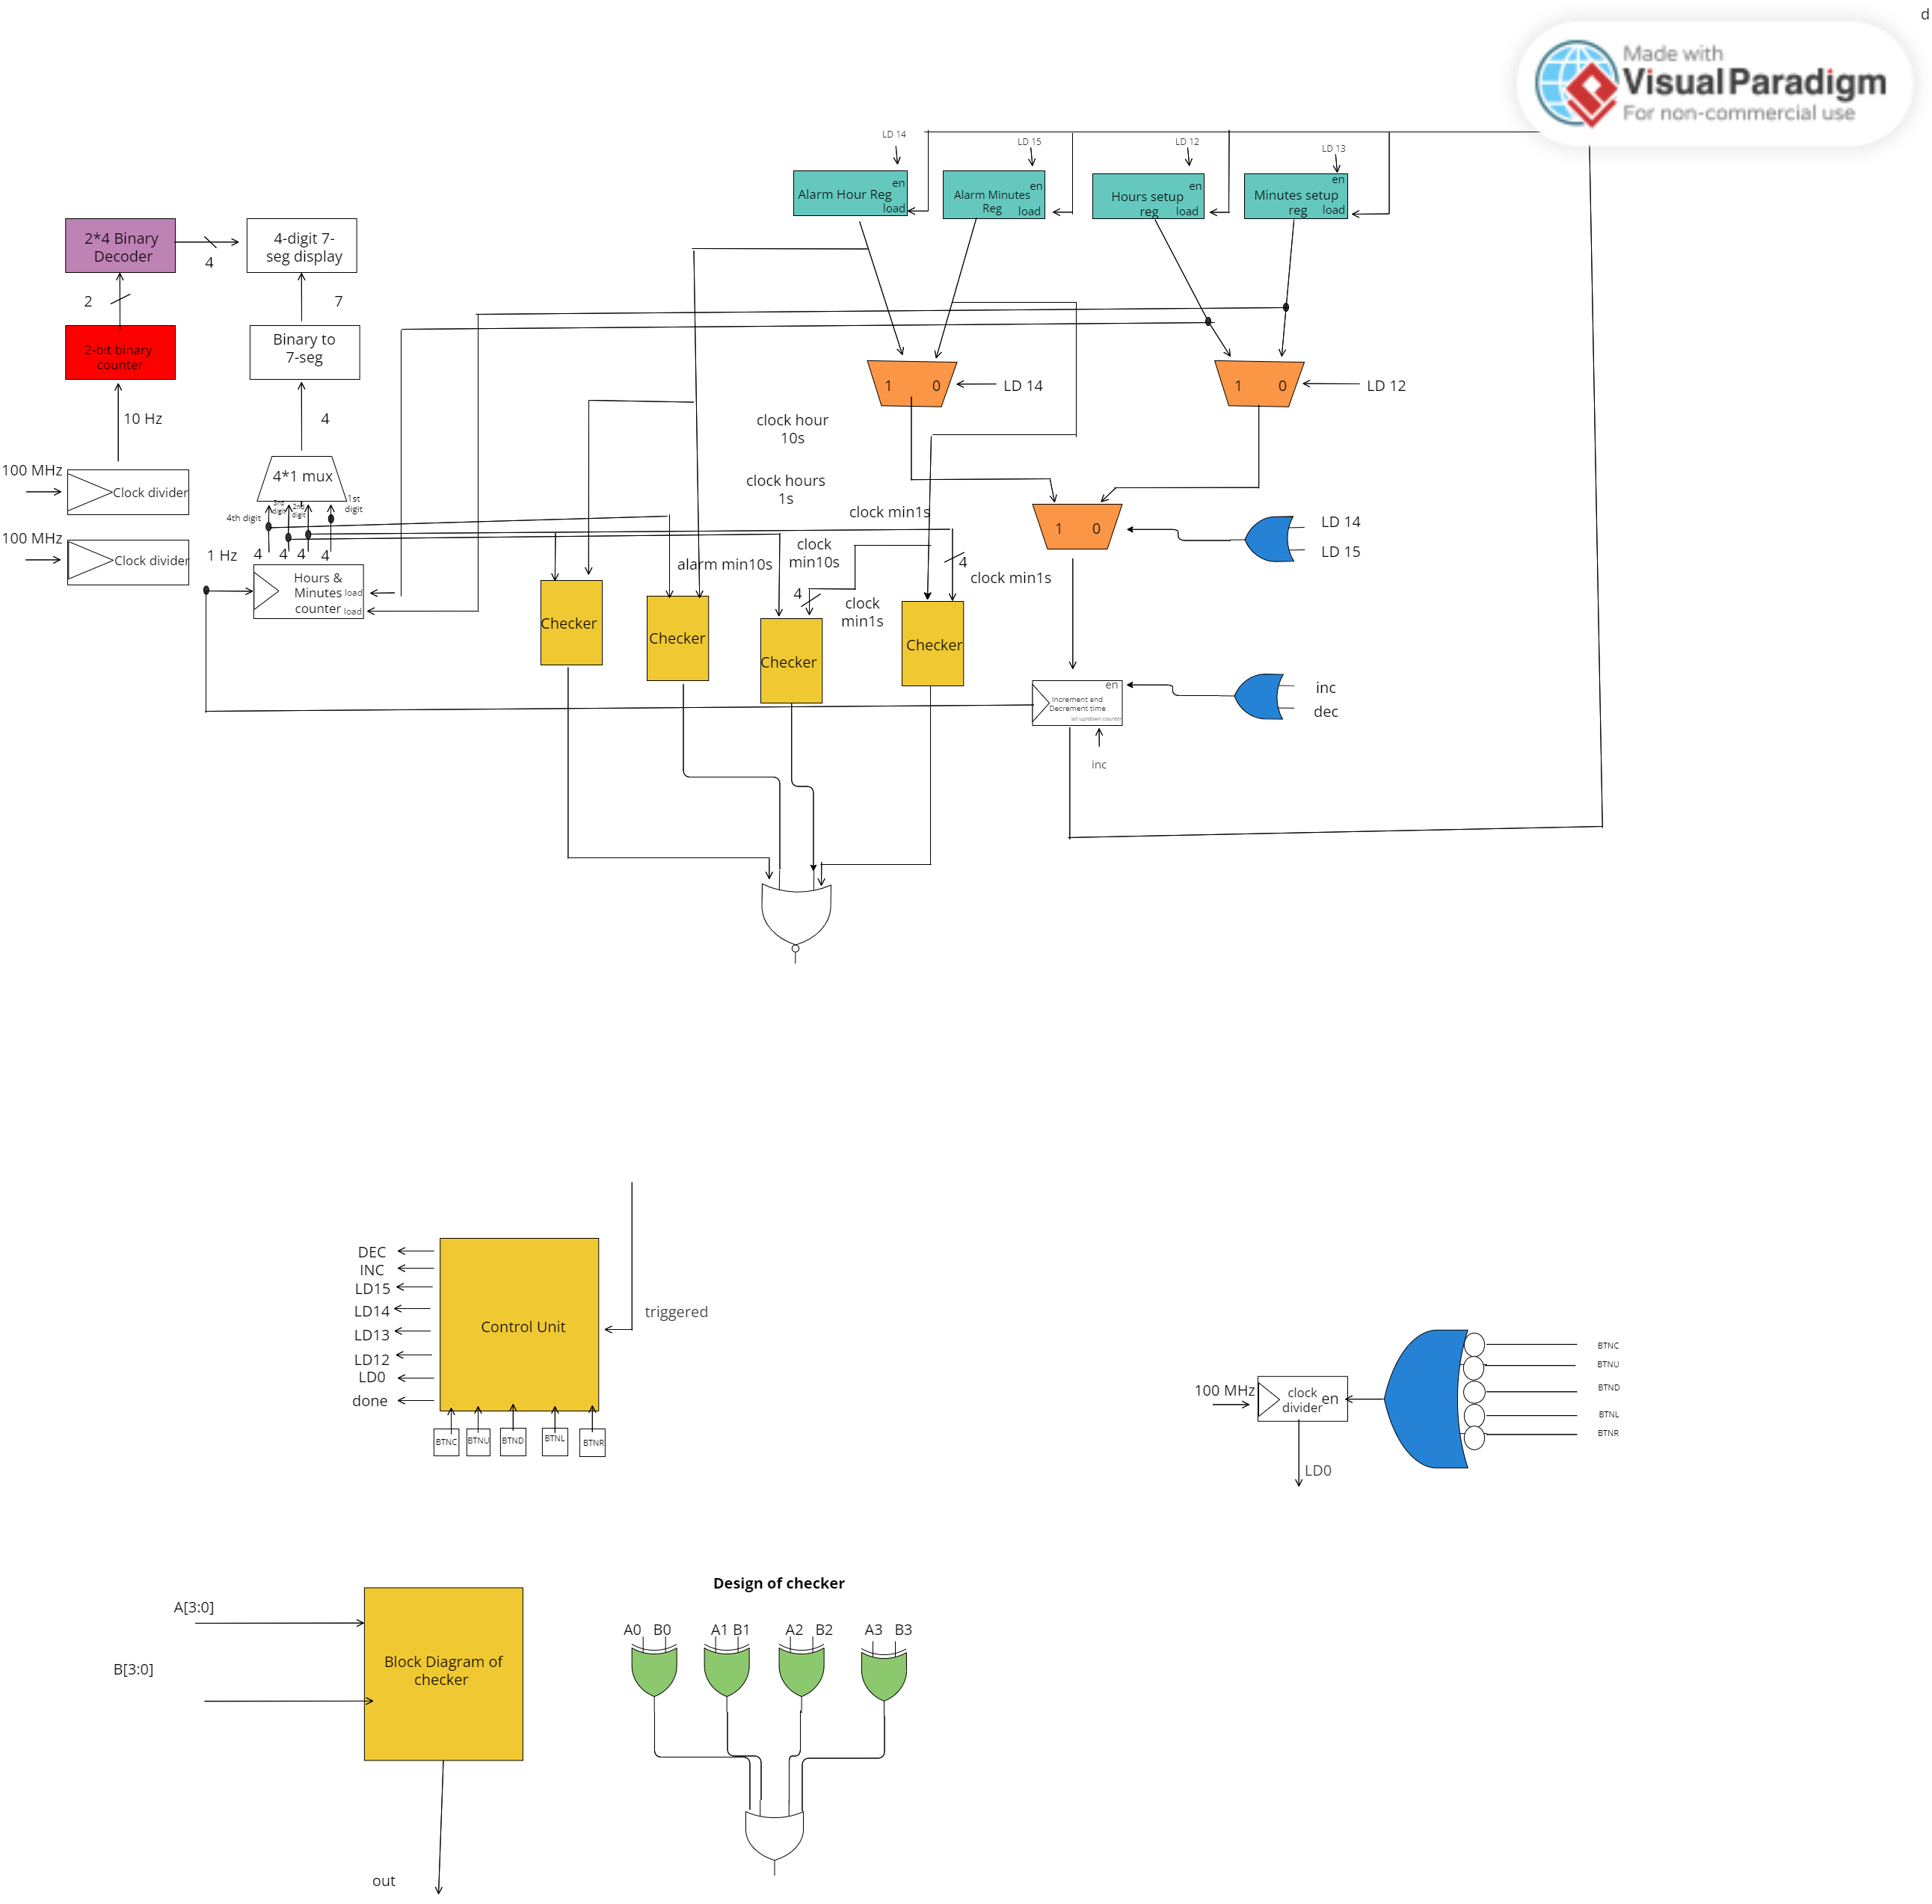 d
Made with
Visual Paradigm
For non-commercial use
LD 14
LD 15
LD 12
LD 13
Alarm Hour Reg
en
load
Alarm Minutes
Reg
en
load
Hours setup
reg
en
load
Minutes setup
reg
en
load
2*4 Binary
Decoder
4
4-digit 7-
seg display
2
7
2-bit binary
counter
Binary to
7-seg
10 Hz
4
1 0
LD 14
1 0
LD 12
clock hour
10s
100 MHz
Clock divider
4*1 mux
clock hours
1s
clock min1s
4th digit
3rd
digit
2nd
digit
1st
digit
1 0
LD 14
LD 15
100 MHz
Clock divider
1 Hz
4
4
4
4
Hours &
Minutes
counter
load
load
alarm min10s
clock
min10s
4
clock min1s
4
clock
min1s
Checker
Checker
Checker
Checker
en
Increment and
Decrement time
set up/down counter
inc
dec
inc
DEC
INC
LD15
LD14
LD13
LD12
LD0
done
Control Unit
triggered
BTNC
BTNU
BTND
BTNL
BTNR
100 MHz
clock
divider
en
LD0
BTNC
BTNU
BTND
BTNL
BTNR
A[3:0]
B[3:0]
Block Diagram of
checker
out
Design of checker
A0 B0
A1 B1
A2 B2
A3 B3